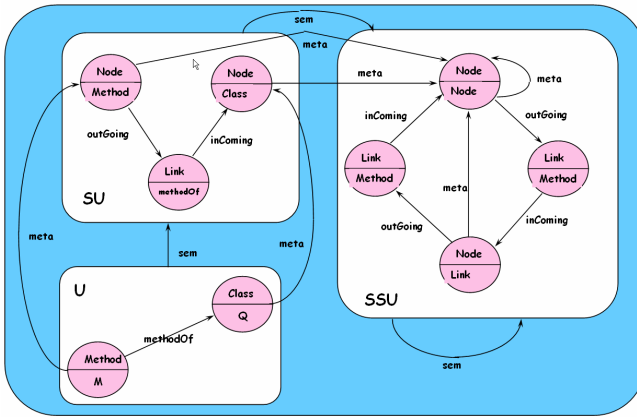 sem
meta
Node
Method
Node
Class
meta
Node
Node
meta
outGoing
inComing
inComing
outGoing
Link
methodOf
Link
Method
Link
Method
meta
SU
outGoing
inComing
meta
sem
meta
Node
Link
U
Class
Q
SSU
methodOf
Method
M
sem